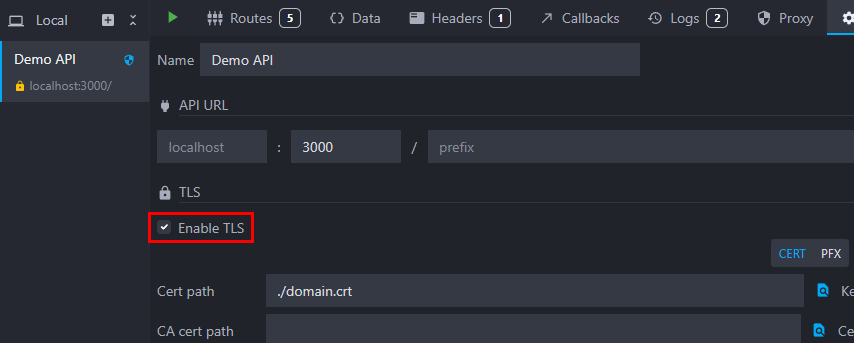 Local
Routes 5
Data
Headers 1
Callbacks
Logs 2
Proxy
Demo API
localhost:3000/
Name Demo API
API URL
localhost : 3000 / prefix
TLS
Enable TLS
CERT PFX
Cert path ./domain.crt Ke
CA cert path Ce